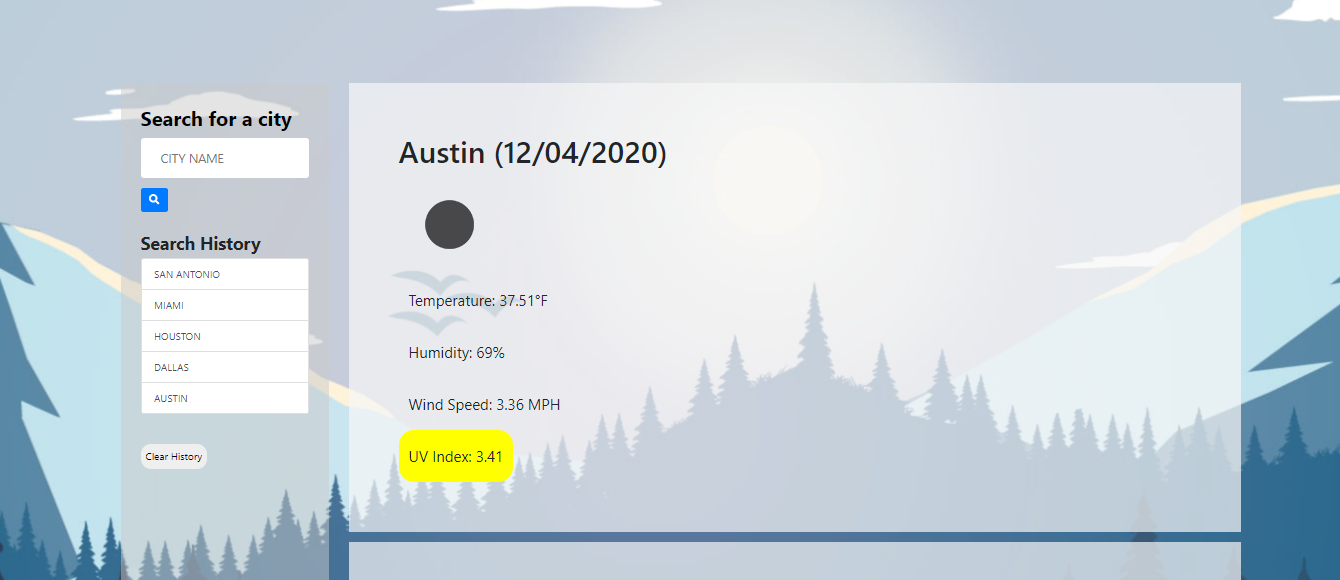 Search for a city
CITY NAME
Search History
SAN ANTONIO
MIAMI
HOUSTON
DALLAS
AUSTIN
Clear History
Austin (12/04/2020)
Temperature: 37.51°F
Humidity: 69%
Wind Speed: 3.36 MPH
UV Index: 3.41